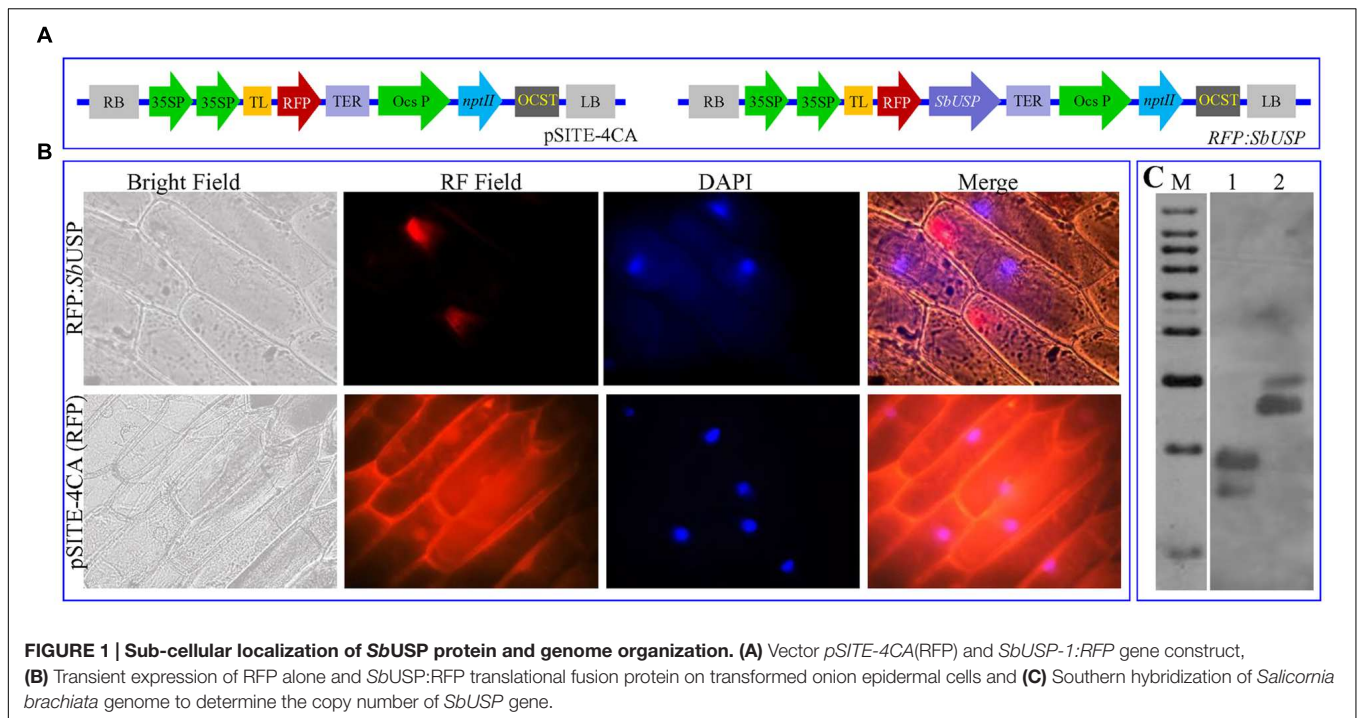 A
RB 35SP 35SP TL RFP TER Ocs P nptII OCST LB RB 35SP 35SP TL RFP SbUSP TER Ocs P nptII OCST LB
pSITE-4CA RFP:SbUSP
B
Bright Field RF Field DAPI Merge
RFP:SbUSP
pSITE-4CA (RFP)
C M 1 2
FIGURE 1 | Sub-cellular localization of SbUSP protein and genome organization. (A) Vector pSITE-4CA(RFP) and SbUSP-1:RFP gene construct,
(B) Transient expression of RFP alone and SbUSP:RFP translational fusion protein on transformed onion epidermal cells and (C) Southern hybridization of Salicornia
brachiata genome to determine the copy number of SbUSP gene.